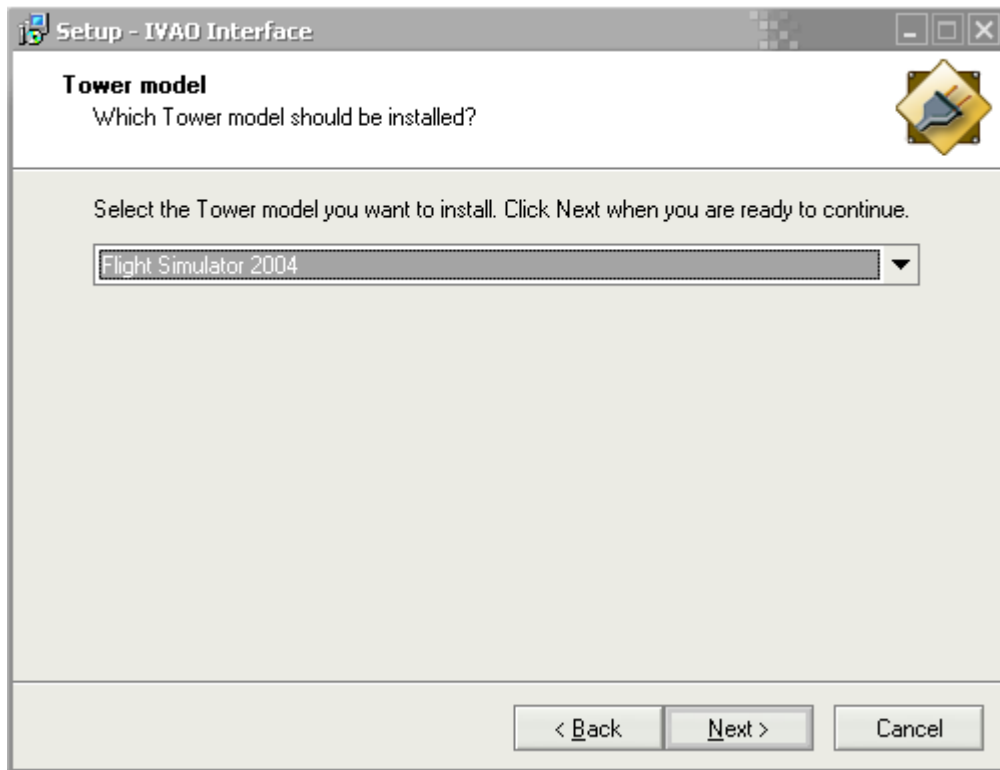 Setup - IVAO Interface
Tower model
Which Tower model should be installed?
Select the Tower model you want to install. Click Next when you are ready to continue.
Flight Simulator 2004
< Back Next > Cancel